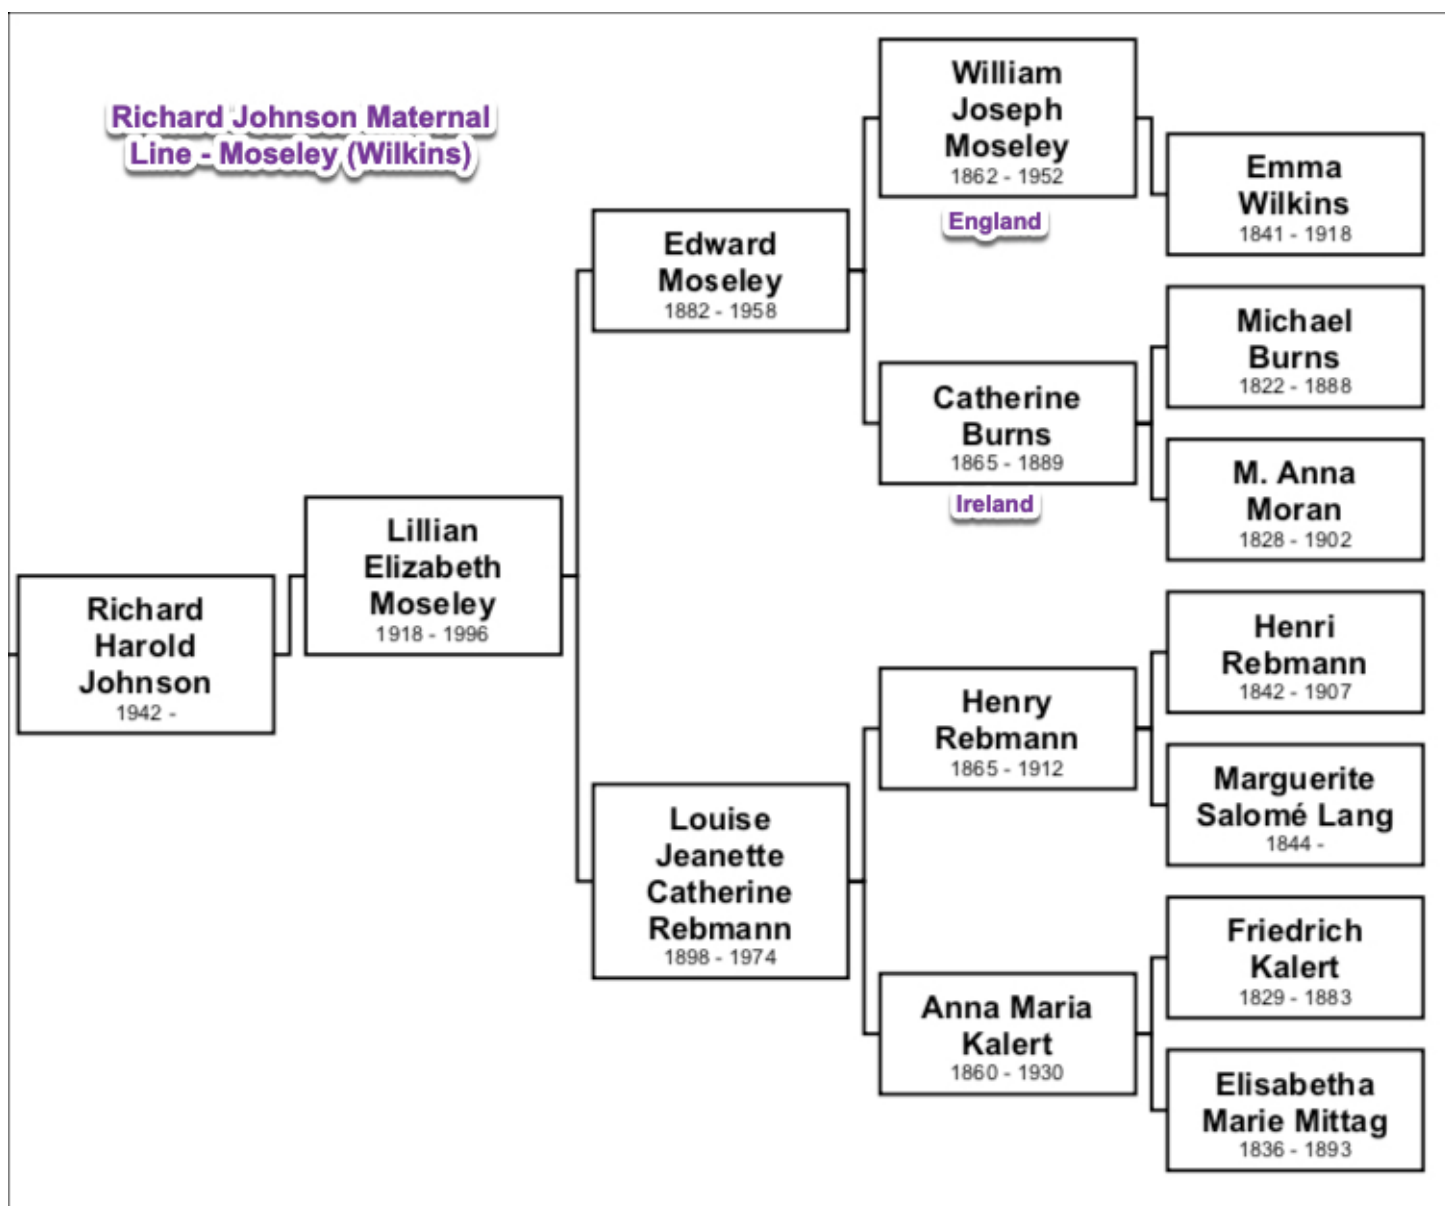 Richard Johnson Maternal
Line - Moseley (Wilkins)
Richard
Harold
Johnson
1942 -
Lillian
Elizabeth
Moseley
1918 - 1996
Edward
Moseley
1882 - 1958
Louise
Jeanette
Catherine
Rebmann
1898 - 1974
William
Joseph
Moseley
1862 - 1952
England
Catherine
Burns
1865 - 1889
Ireland
Henry
Rebmann
1865 - 1912
Anna Maria
Kalert
1860 - 1930
Emma
Wilkins
1841 - 1918
Michael
Burns
1822 - 1888
M. Anna
Moran
1828 - 1902
Henri
Rebmann
1842 - 1907
Marguerite
Salomé Lang
1844 -
Friedrich
Kalert
1829 - 1883
Elisabetha
Marie Mittag
1836 - 1893